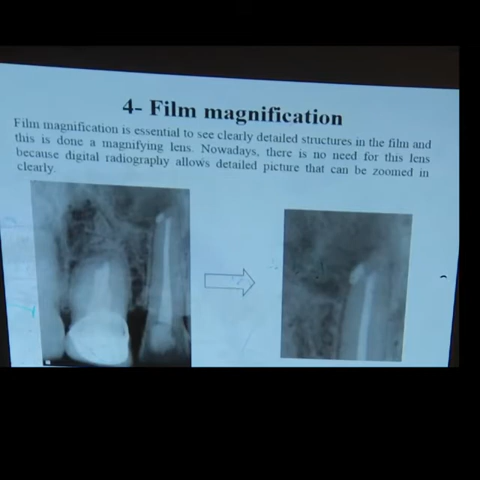 4- Film magnification
Film magnification is essential to see clearly detailed structures in the film and
this is done a magnifying lens. Nowadays, there is no need for this lens
because digital radiography allows detailed picture that can be zoomed in
clearly.